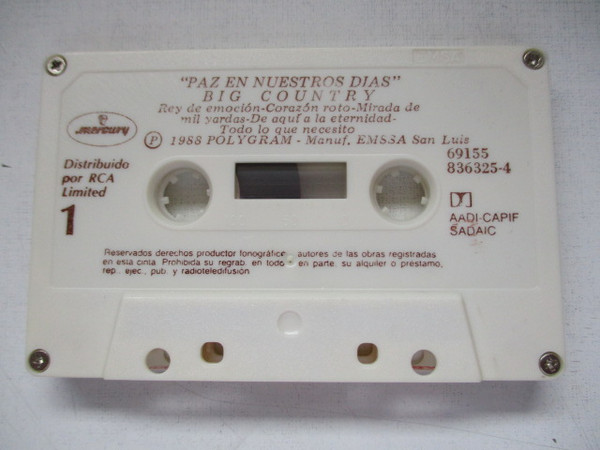 "PAZ EN NUESTROS DIAS"
BIG COUNTRY
Rey de emoción-Corazón roto-Mirada de
mil yardas-De aquí a la eternidad-
Todo lo que necesito
Ⓟ 1988 POLYGRAM - Manuf. EMSSA San Luis
mercury
69155
836325-4
Distribuido
por RCA
Limited
1
AADI-CAPIF
SADAIC
Reservados derechos productor fonográfico autores de las obras registradas
en esta cinta Prohibida su regrab. en todo en parte, su alquiler o préstamo,
rep., ejec., pub. y radioteledifusión